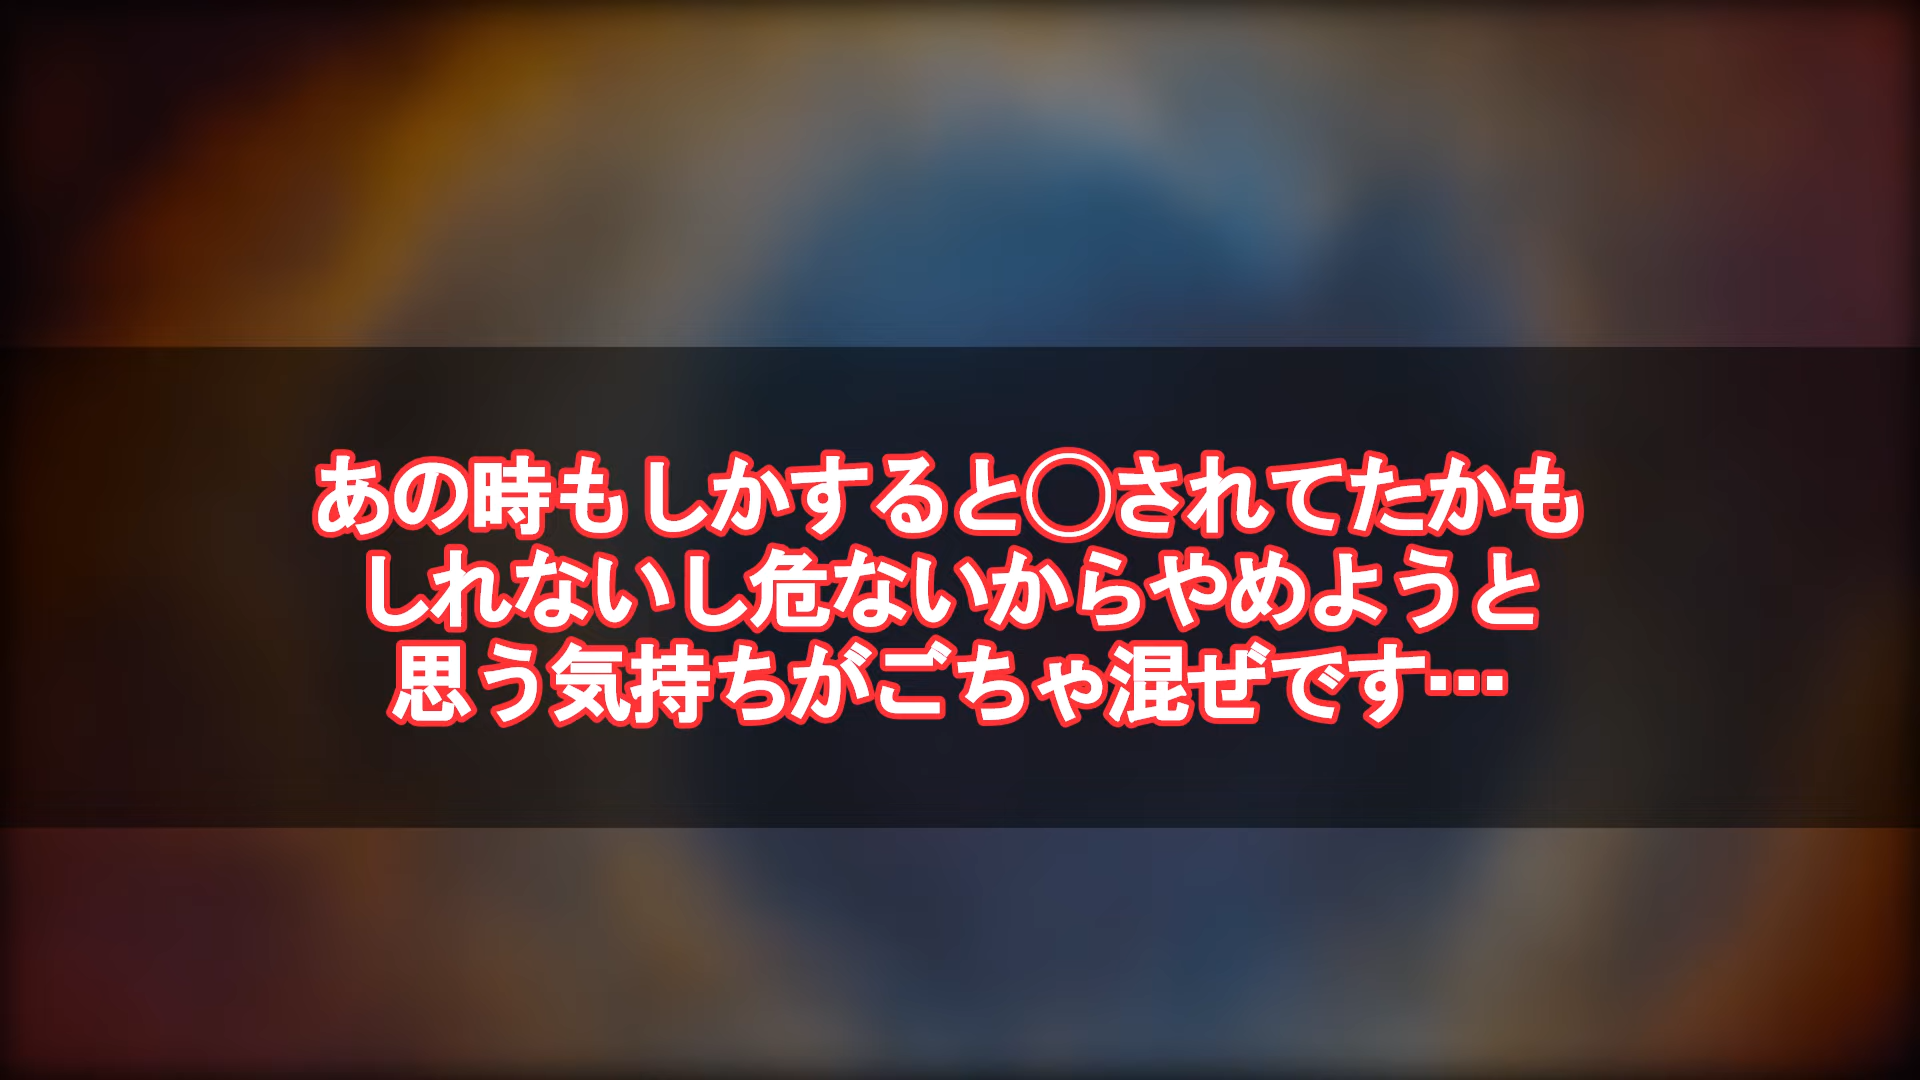 あの時もしかすると◯されてたかも
しれないし危ないからやめようと
思う気持ちがごちゃ混ぜです…